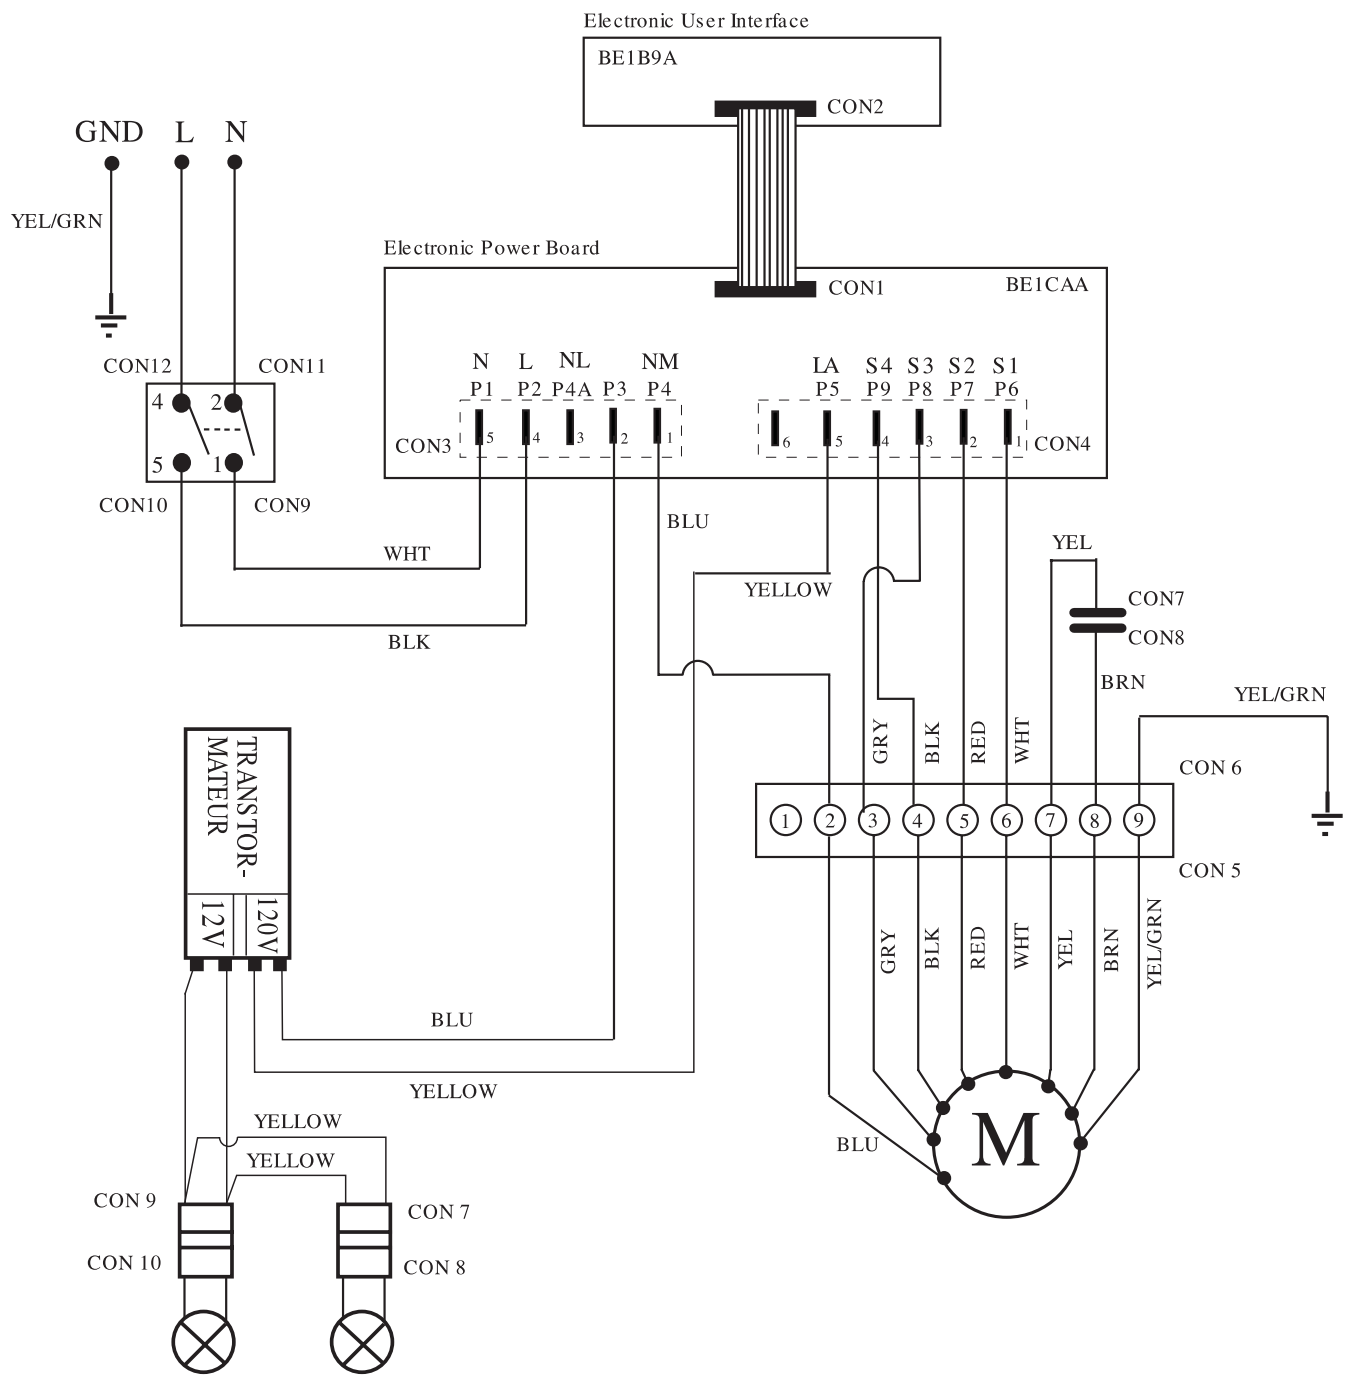 Electronic User Interface
BE1B9A
CON2
GND L N
YEL/GRN
Electronic Power Board
CON1
BE1CAA
CON12
CON11
4 2
5 1
CON10
CON9
N L NL NM
P1 P2 P4A P3 P4
5 4 3 2 1
CON3
LA S4 S3 S2 S1
P5 P9 P8 P7 P6
6 5 4 3 2 1
CON4
WHT
BLK
BLU
YELLOW
YEL
CON7
CON8
BRN
YEL/GRN
GRY
BLK
RED
WHT
CON 6
1 2 3 4 5 6 7 8 9
CON 5
TRANSTOR-
MATEUR
12V
120V
GRY
BLK
RED
WHT
YEL
BRN
YEL/GRN
BLU
YELLOW
YELLOW
YELLOW
BLU
M
CON 9
CON 10
CON 7
CON 8